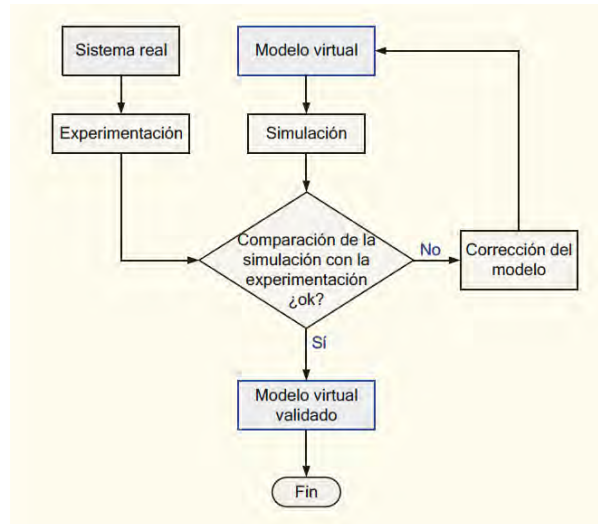 Sistema real
Modelo virtual
Experimentación
Simulación
Comparación de la
simulación con la
experimentación
¿ok?
No
Corrección del
modelo
Sí
Modelo virtual
validado
Fin